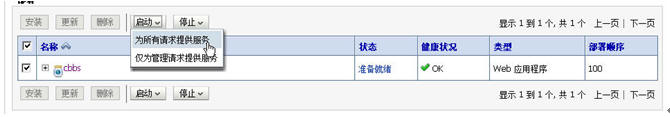 安装 更新 删除 启动 停止 显示 1 到 1 个, 共 1 个 上一页 | 下一页
为所有请求提供服务
仅为管理请求提供服务
名称 状态 健康状况 类型 部署顺序
cbbs 准备就绪 OK Web 应用程序 100
安装 更新 删除 启动 停止 显示 1 到 1 个, 共 1 个 上一页 | 下一页